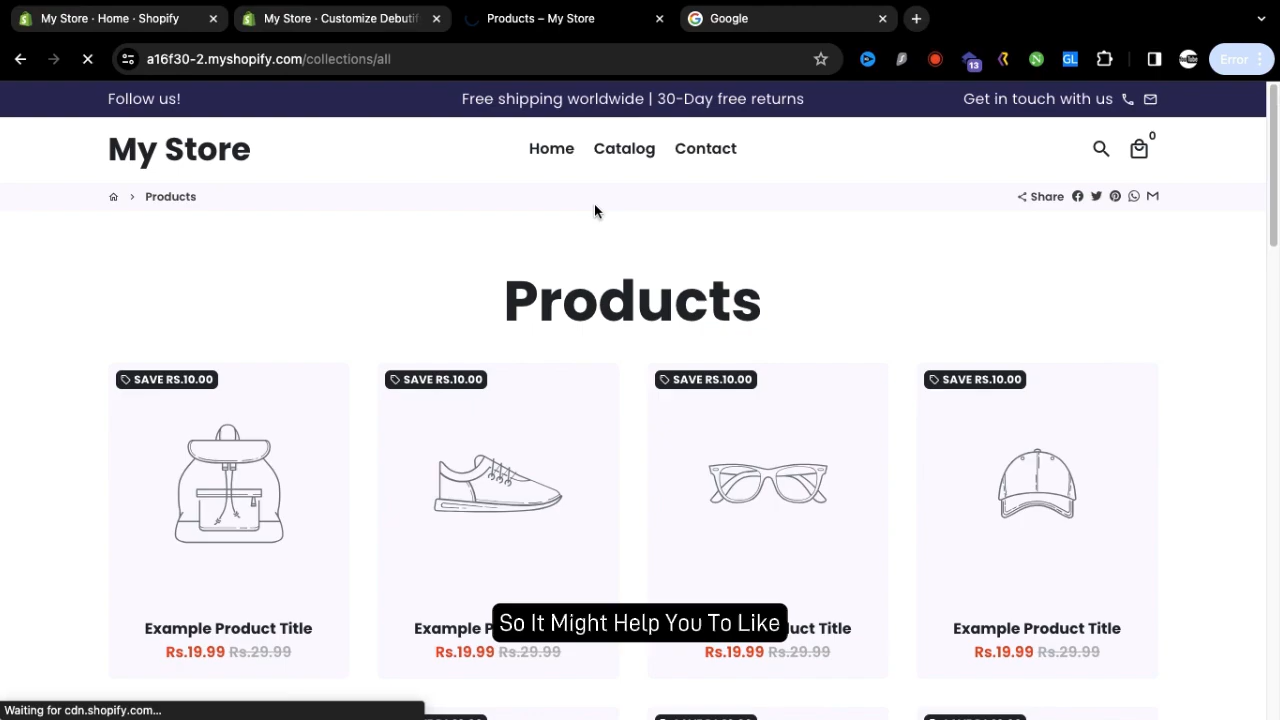 My Store · Home · Shopify
My Store · Customize Debutif
Products – My Store
Google
a16f30-2.myshopify.com/collections/all
13
Error
Follow us!
Free shipping worldwide | 30-Day free returns
Get in touch with us
My Store
Home
Catalog
Contact
0
Products
Share
Products
SAVE RS.10.00
SAVE RS.10.00
SAVE RS.10.00
SAVE RS.10.00
Example Product Title
Example P
uct Title
Example Product Title
So It Might Help You To Like
Rs.19.99 Rs.29.99
Rs.19.99 Rs.29.99
Rs.19.99 Rs.29.99
Rs.19.99 Rs.29.99
Waiting for cdn.shopify.com...